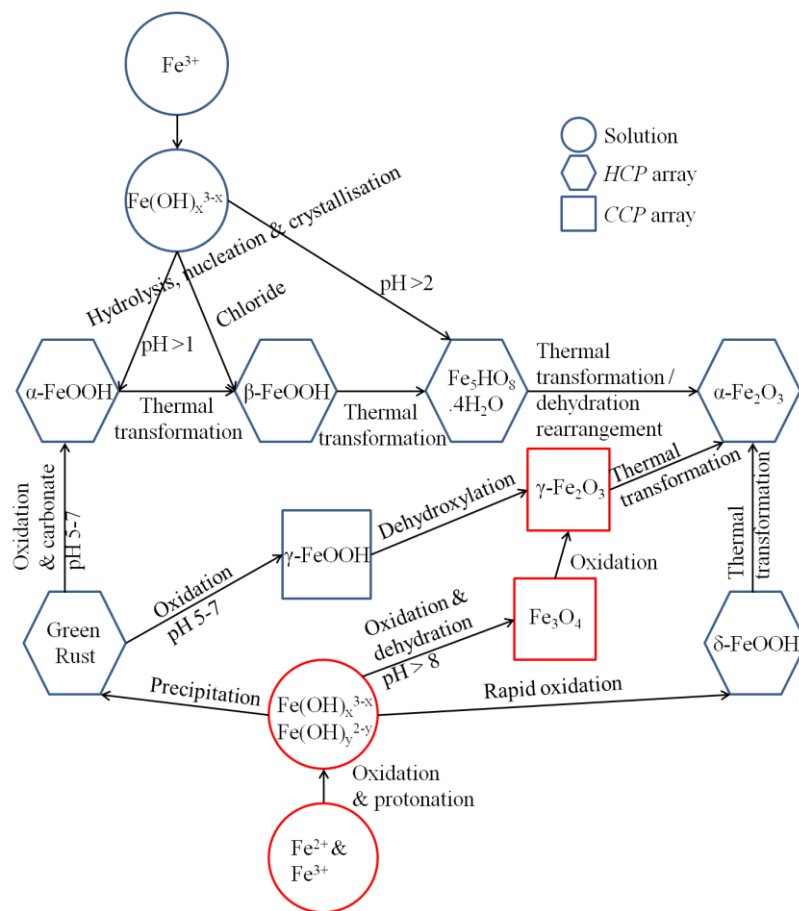 Fe³⁺
Solution
HCP array
CCP array
Fe(OH)ₓ³⁻ˣ
Hydrolysis, nucleation & crystallisation
pH >1
Chloride
pH >2
α-FeOOH
Thermal
transformation
β-FeOOH
Thermal
transformation
Fe₅HO₈
.4H₂O
Thermal
transformation /
dehydration
rearrangement
α-Fe₂O₃
Oxidation
& carbonate
pH 5-7
γ-FeOOH
Dehydroxylation
γ-Fe₂O₃
Thermal
transformation
Thermal
transformation
Oxidation
pH 5-7
Oxidation &
dehydration
pH > 8
Fe₃O₄
Oxidation
Green
Rust
δ-FeOOH
Precipitation
Fe(OH)ₓ³⁻ˣ
Fe(OH)ᵧ²⁻ʸ
Rapid oxidation
Oxidation
& protonation
Fe²⁺ &
Fe³⁺